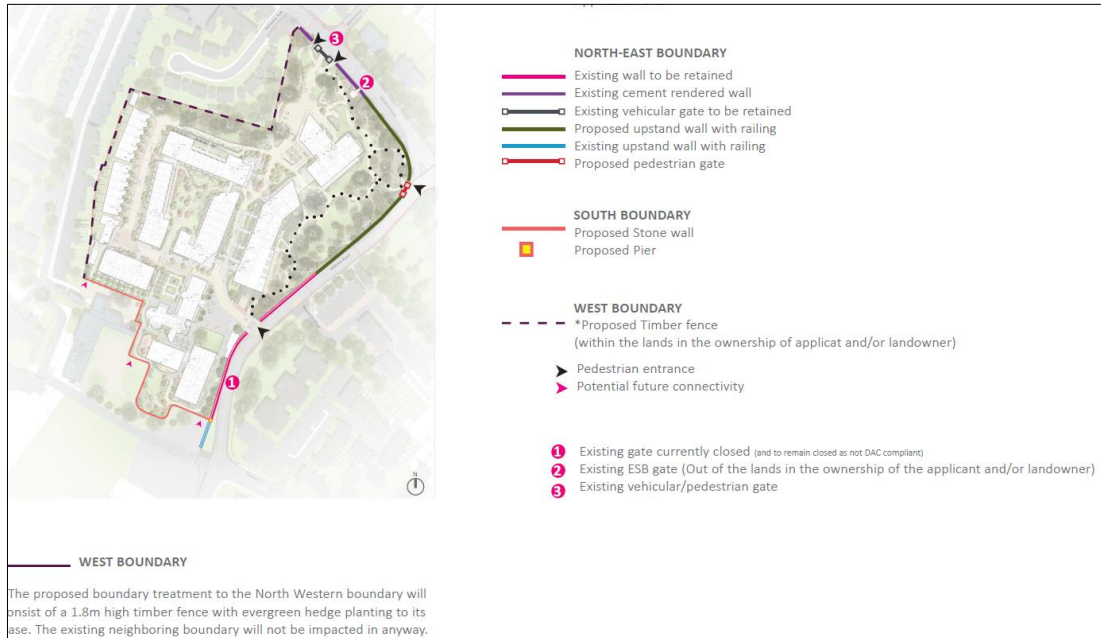 3
2
1
N
NORTH-EAST BOUNDARY
Existing wall to be retained
Existing cement rendered wall
Existing vehicular gate to be retained
Proposed upstand wall with railing
Existing upstand wall with railing
Proposed pedestrian gate
SOUTH BOUNDARY
Proposed Stone wall
Proposed Pier
WEST BOUNDARY
*Proposed Timber fence
(within the lands in the ownership of applicat and/or landowner)
Pedestrian entrance
Potential future connectivity
1 Existing gate currently closed (and to remain closed as not DAC compliant)
2 Existing ESB gate (Out of the lands in the ownership of the applicant and/or landowner)
3 Existing vehicular/pedestrian gate
WEST BOUNDARY
The proposed boundary treatment to the North Western boundary will
onsist of a 1.8m high timber fence with evergreen hedge planting to its
ase. The existing neighboring boundary will not be impacted in anyway.